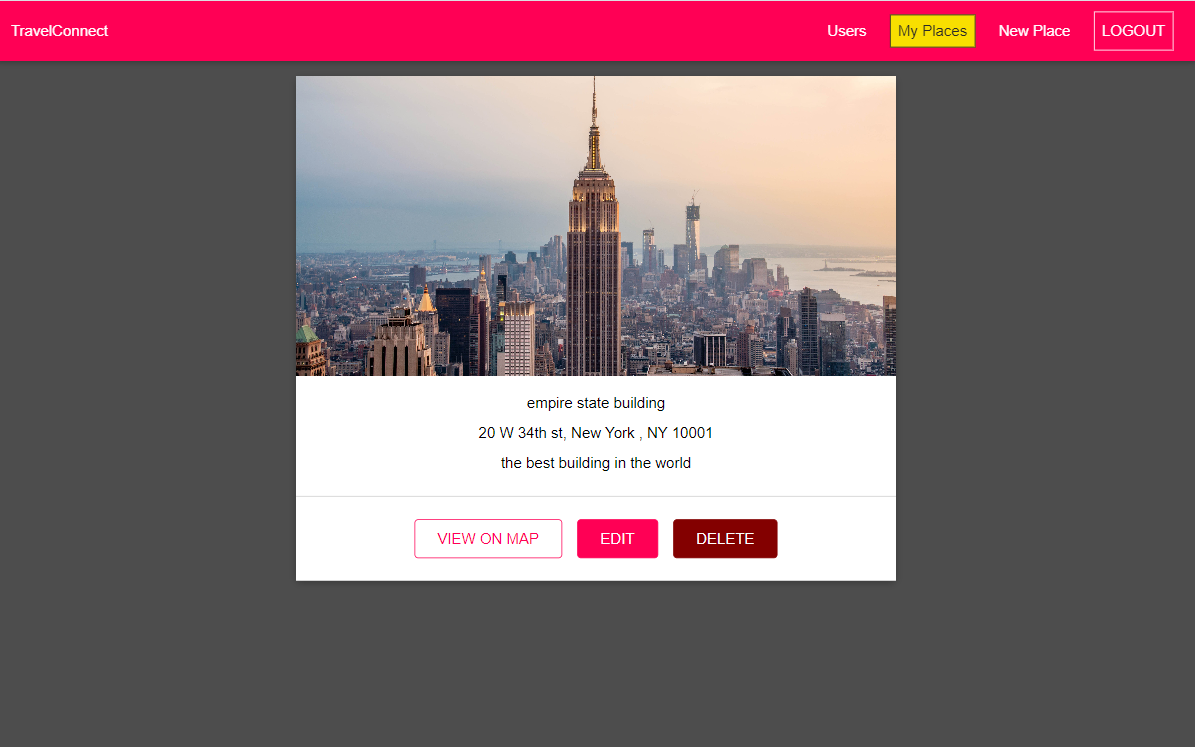 TravelConnect Users My Places New Place LOGOUT
empire state building
20 W 34th st, New York , NY 10001
the best building in the world
VIEW ON MAP EDIT DELETE